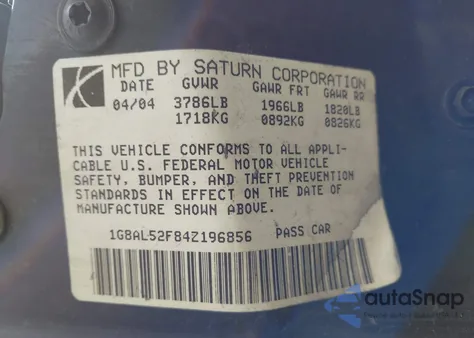 MFD BY SATURN CORPORATION
DATE GVWR GAWR FRT GAWR RR
04/04 3786LB 1966LB 1820LB
1718KG 0892KG 0826KG
THIS VEHICLE CONFORMS TO ALL APPLI-
CABLE U.S. FEDERAL MOTOR VEHICLE
SAFETY, BUMPER, AND THEFT PREVENTION
STANDARDS IN EFFECT ON THE DATE OF
MANUFACTURE SHOWN ABOVE.
1G8AL52F84Z196856 PASS CAR
autaSnap